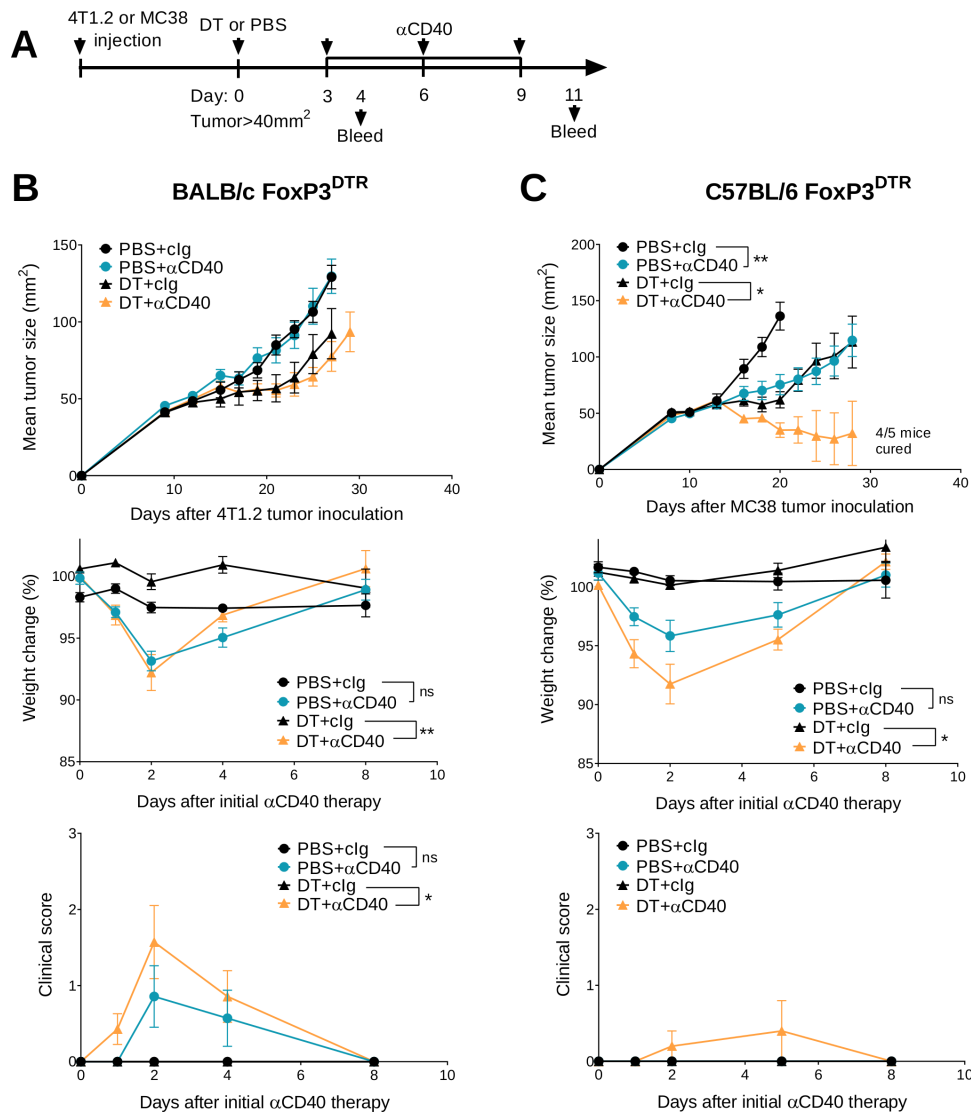 A
4T1.2 or MC38
injection
DT or PBS
αCD40
Day: 0 3 4 6 9 11
Tumor>40mm²
Bleed
Bleed
B
BALB/c FoxP3^DTR
Mean tumor size (mm²)
150
100
50
0
PBS+cIg
PBS+αCD40
DT+cIg
DT+αCD40
0 10 20 30 40
Days after 4T1.2 tumor inoculation
Weight change (%)
100
95
90
85
PBS+cIg
ns
PBS+αCD40
DT+cIg
**
DT+αCD40
0 2 4 6 8 10
Days after initial αCD40 therapy
Clinical score
3
2
1
0
PBS+cIg
ns
PBS+αCD40
DT+cIg
*
DT+αCD40
0 2 4 6 8 10
Days after initial αCD40 therapy
C
C57BL/6 FoxP3^DTR
Mean tumor size (mm²)
200
150
100
50
0
PBS+cIg
**
PBS+αCD40
DT+cIg
*
DT+αCD40
4/5 mice
cured
0 10 20 30 40
Days after MC38 tumor inoculation
Weight change (%)
100
95
90
85
PBS+cIg
ns
PBS+αCD40
DT+cIg
*
DT+αCD40
0 2 4 6 8 10
Days after initial αCD40 therapy
Clinical score
3
2
1
0
PBS+cIg
PBS+αCD40
DT+cIg
DT+αCD40
0 2 4 6 8 10
Days after initial αCD40 therapy